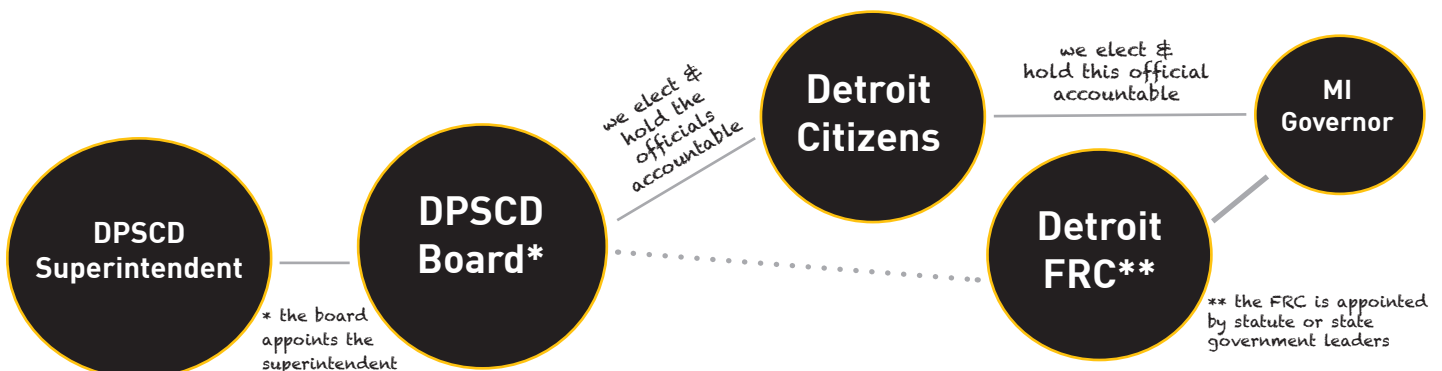 DPSCD
Superintendent
* the board
appoints the
superintendent
DPSCD
Board*
we elect &
hold the
officials
accountable
Detroit
Citizens
we elect &
hold this official
accountable
MI
Governor
Detroit
FRC**
** the FRC is appointed
by statute or state
government leaders